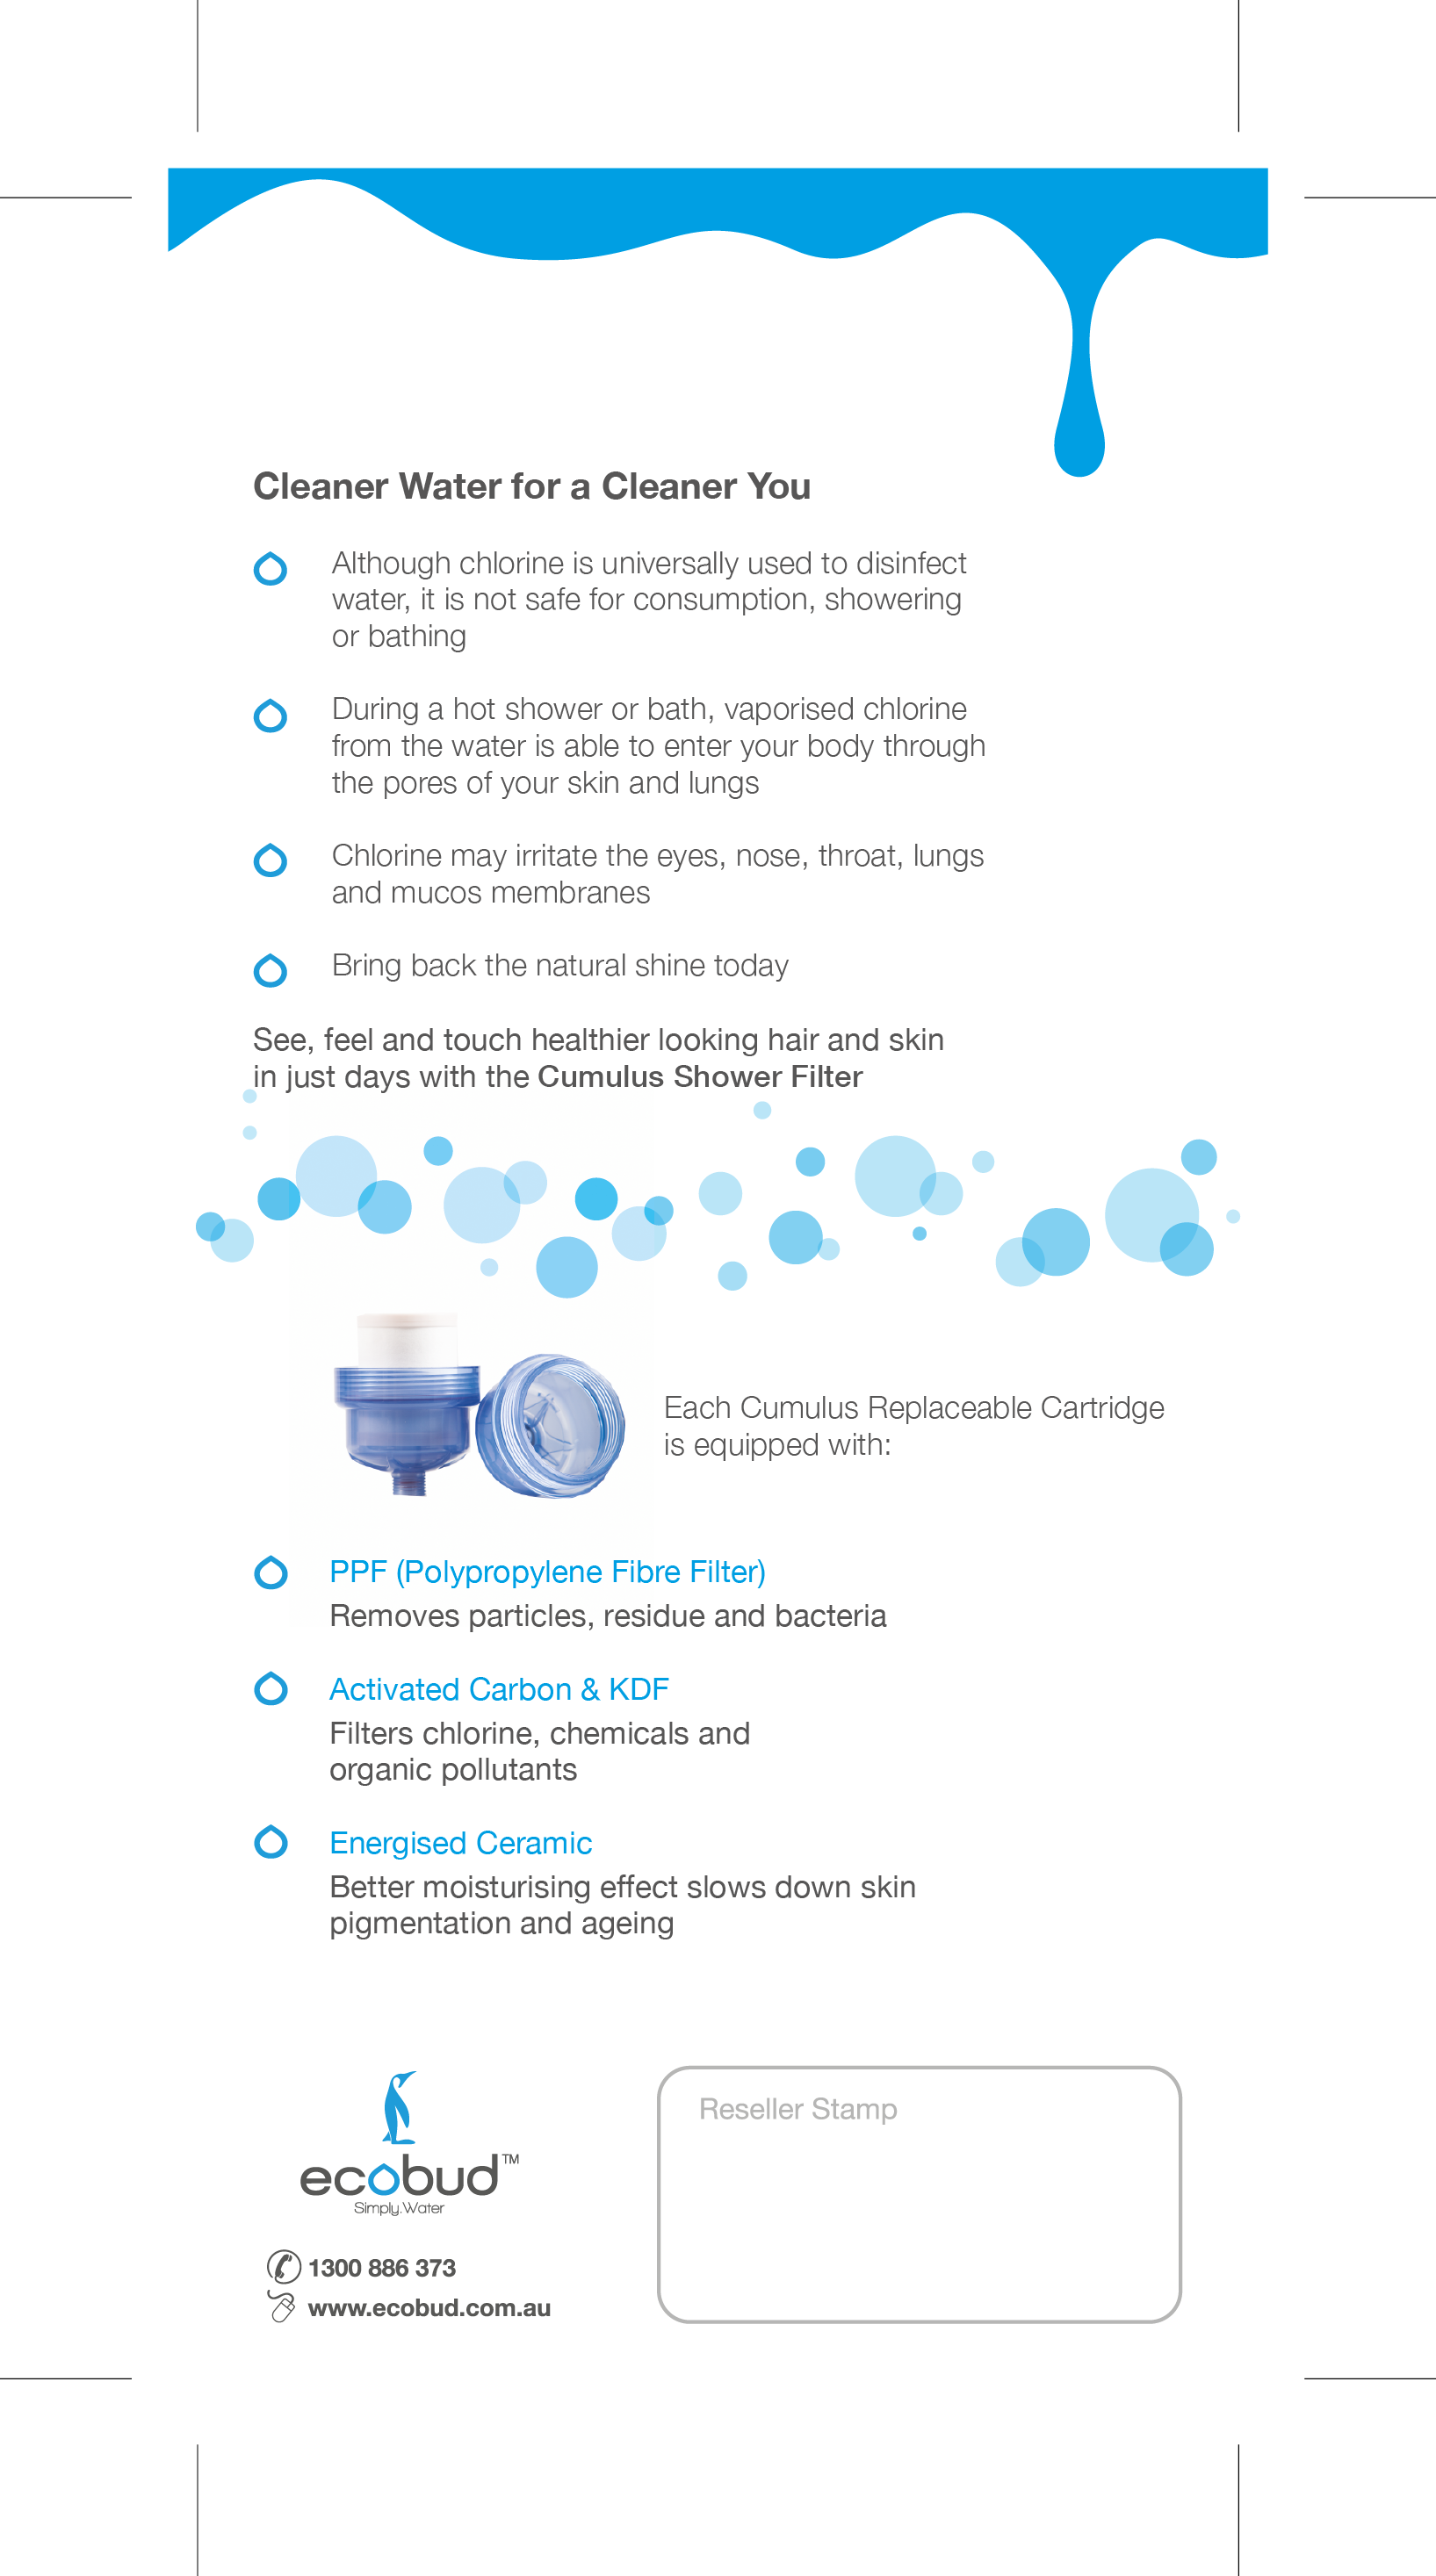 Cleaner Water for a Cleaner You
Although chlorine is universally used to disinfect
water, it is not safe for consumption, showering
or bathing
During a hot shower or bath, vaporised chlorine
from the water is able to enter your body through
the pores of your skin and lungs
Chlorine may irritate the eyes, nose, throat, lungs
and mucos membranes
Bring back the natural shine today
See, feel and touch healthier looking hair and skin
in just days with the Cumulus Shower Filter
Each Cumulus Replaceable Cartridge
is equipped with:
PPF (Polypropylene Fibre Filter)
Removes particles, residue and bacteria
Activated Carbon & KDF
Filters chlorine, chemicals and
organic pollutants
Energised Ceramic
Better moisturising effect slows down skin
pigmentation and ageing
ecobud™
Simply.Water
1300 886 373
www.ecobud.com.au
Reseller Stamp